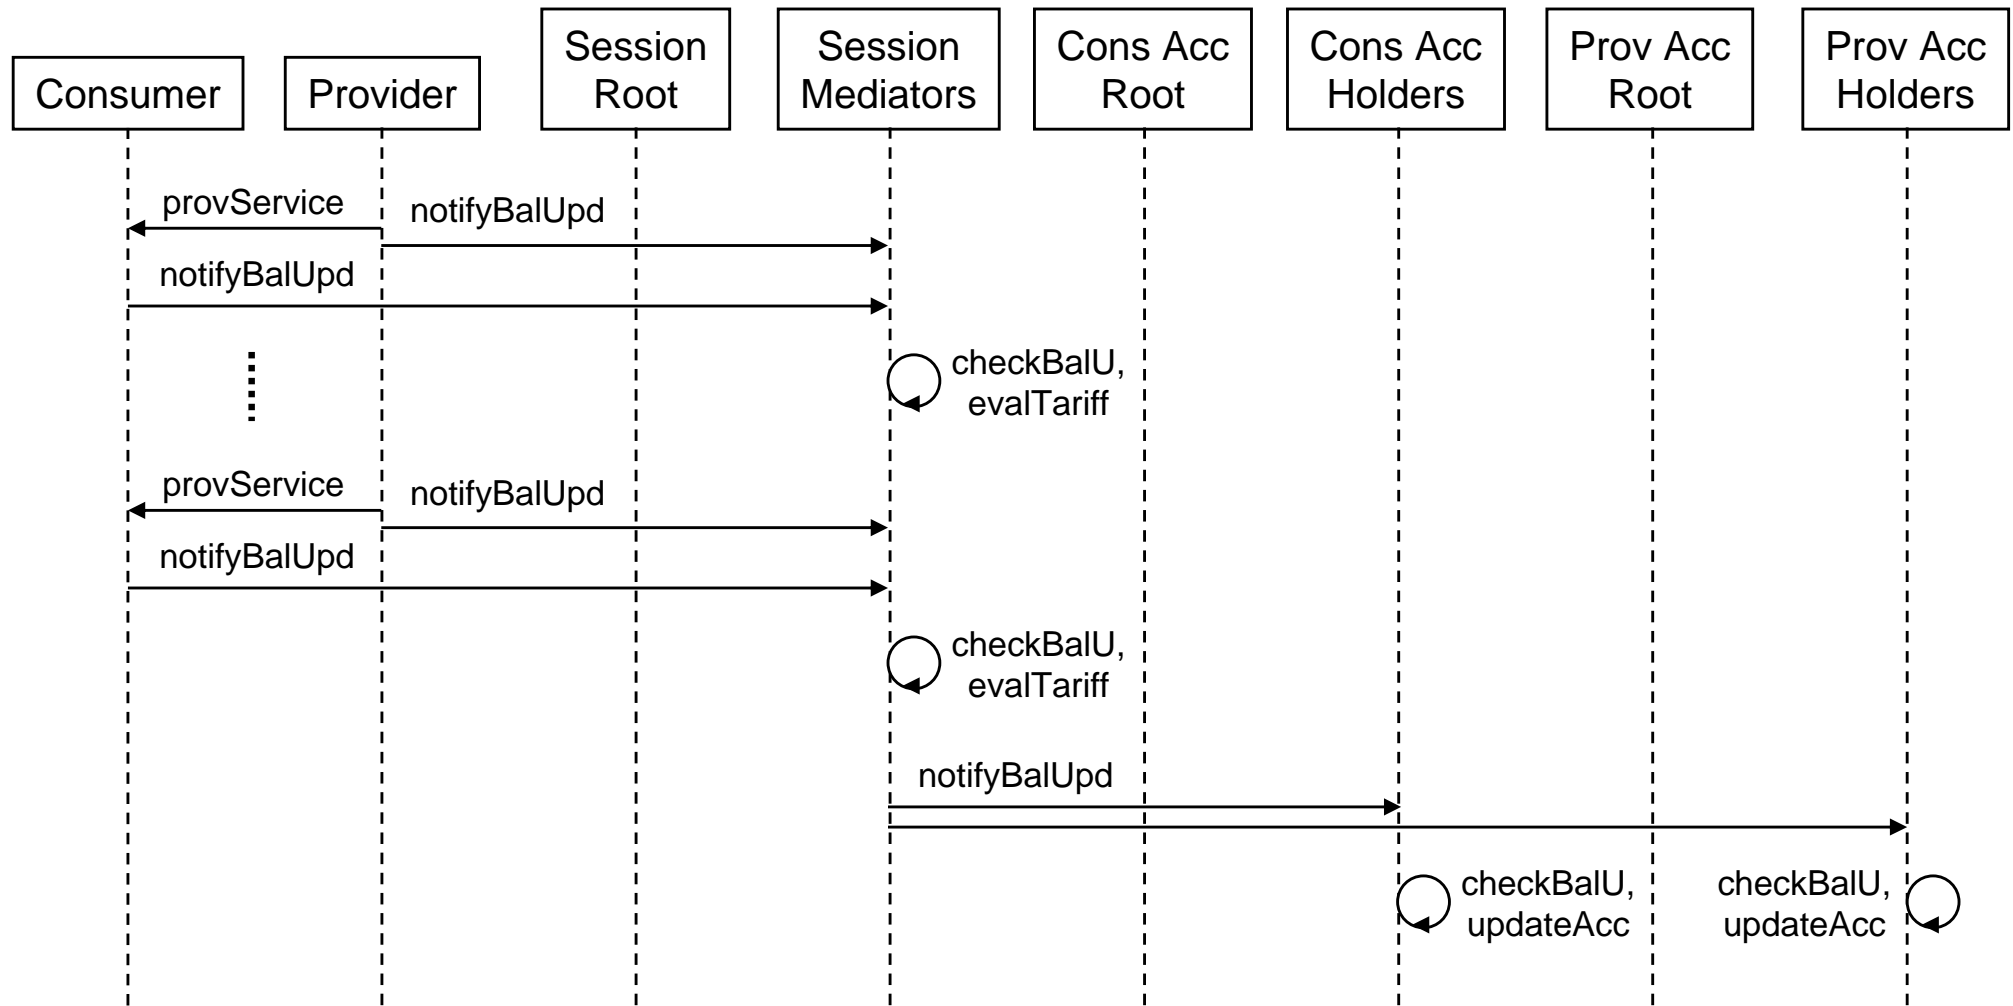 Consumer
Provider
Session
Root
Session
Mediators
Cons Acc
Root
Cons Acc
Holders
Prov Acc
Root
Prov Acc
Holders
provService
notifyBalUpd
notifyBalUpd
checkBalU,
evalTariff
provService
notifyBalUpd
notifyBalUpd
checkBalU,
evalTariff
notifyBalUpd
checkBalU,
updateAcc
checkBalU,
updateAcc